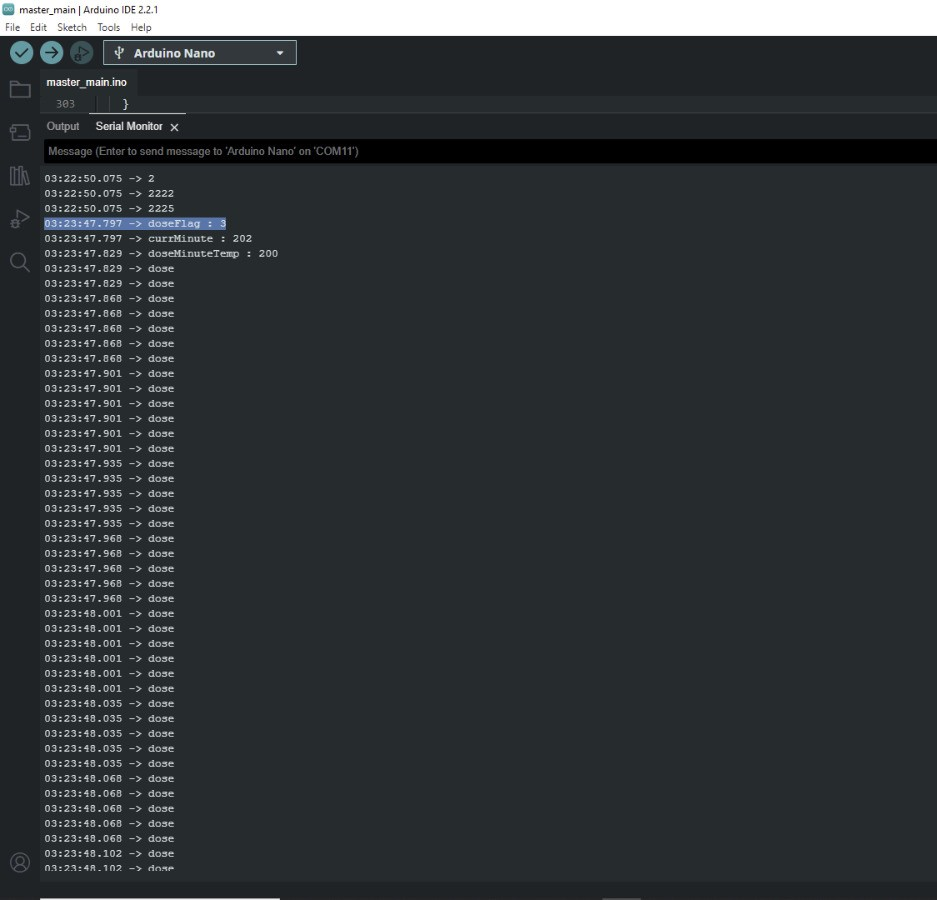 master_main | Arduino IDE 2.2.1
File Edit Sketch Tools Help
Arduino Nano
master_main.ino
303 }
Output Serial Monitor
Message (Enter to send message to 'Arduino Nano' on 'COM11')
03:22:50.075 -> 2
03:22:50.075 -> 2222
03:22:50.075 -> 2225
03:23:47.797 -> doseFlag : 3
03:23:47.797 -> currMinute : 202
03:23:47.829 -> doseMinuteTemp : 200
03:23:47.829 -> dose
03:23:47.829 -> dose
03:23:47.868 -> dose
03:23:47.868 -> dose
03:23:47.868 -> dose
03:23:47.868 -> dose
03:23:47.868 -> dose
03:23:47.901 -> dose
03:23:47.901 -> dose
03:23:47.901 -> dose
03:23:47.901 -> dose
03:23:47.901 -> dose
03:23:47.901 -> dose
03:23:47.935 -> dose
03:23:47.935 -> dose
03:23:47.935 -> dose
03:23:47.935 -> dose
03:23:47.935 -> dose
03:23:47.968 -> dose
03:23:47.968 -> dose
03:23:47.968 -> dose
03:23:47.968 -> dose
03:23:47.968 -> dose
03:23:48.001 -> dose
03:23:48.001 -> dose
03:23:48.001 -> dose
03:23:48.001 -> dose
03:23:48.001 -> dose
03:23:48.001 -> dose
03:23:48.035 -> dose
03:23:48.035 -> dose
03:23:48.035 -> dose
03:23:48.035 -> dose
03:23:48.035 -> dose
03:23:48.068 -> dose
03:23:48.068 -> dose
03:23:48.068 -> dose
03:23:48.068 -> dose
03:23:48.068 -> dose
03:23:48.102 -> dose
03:23:48.102 -> dose